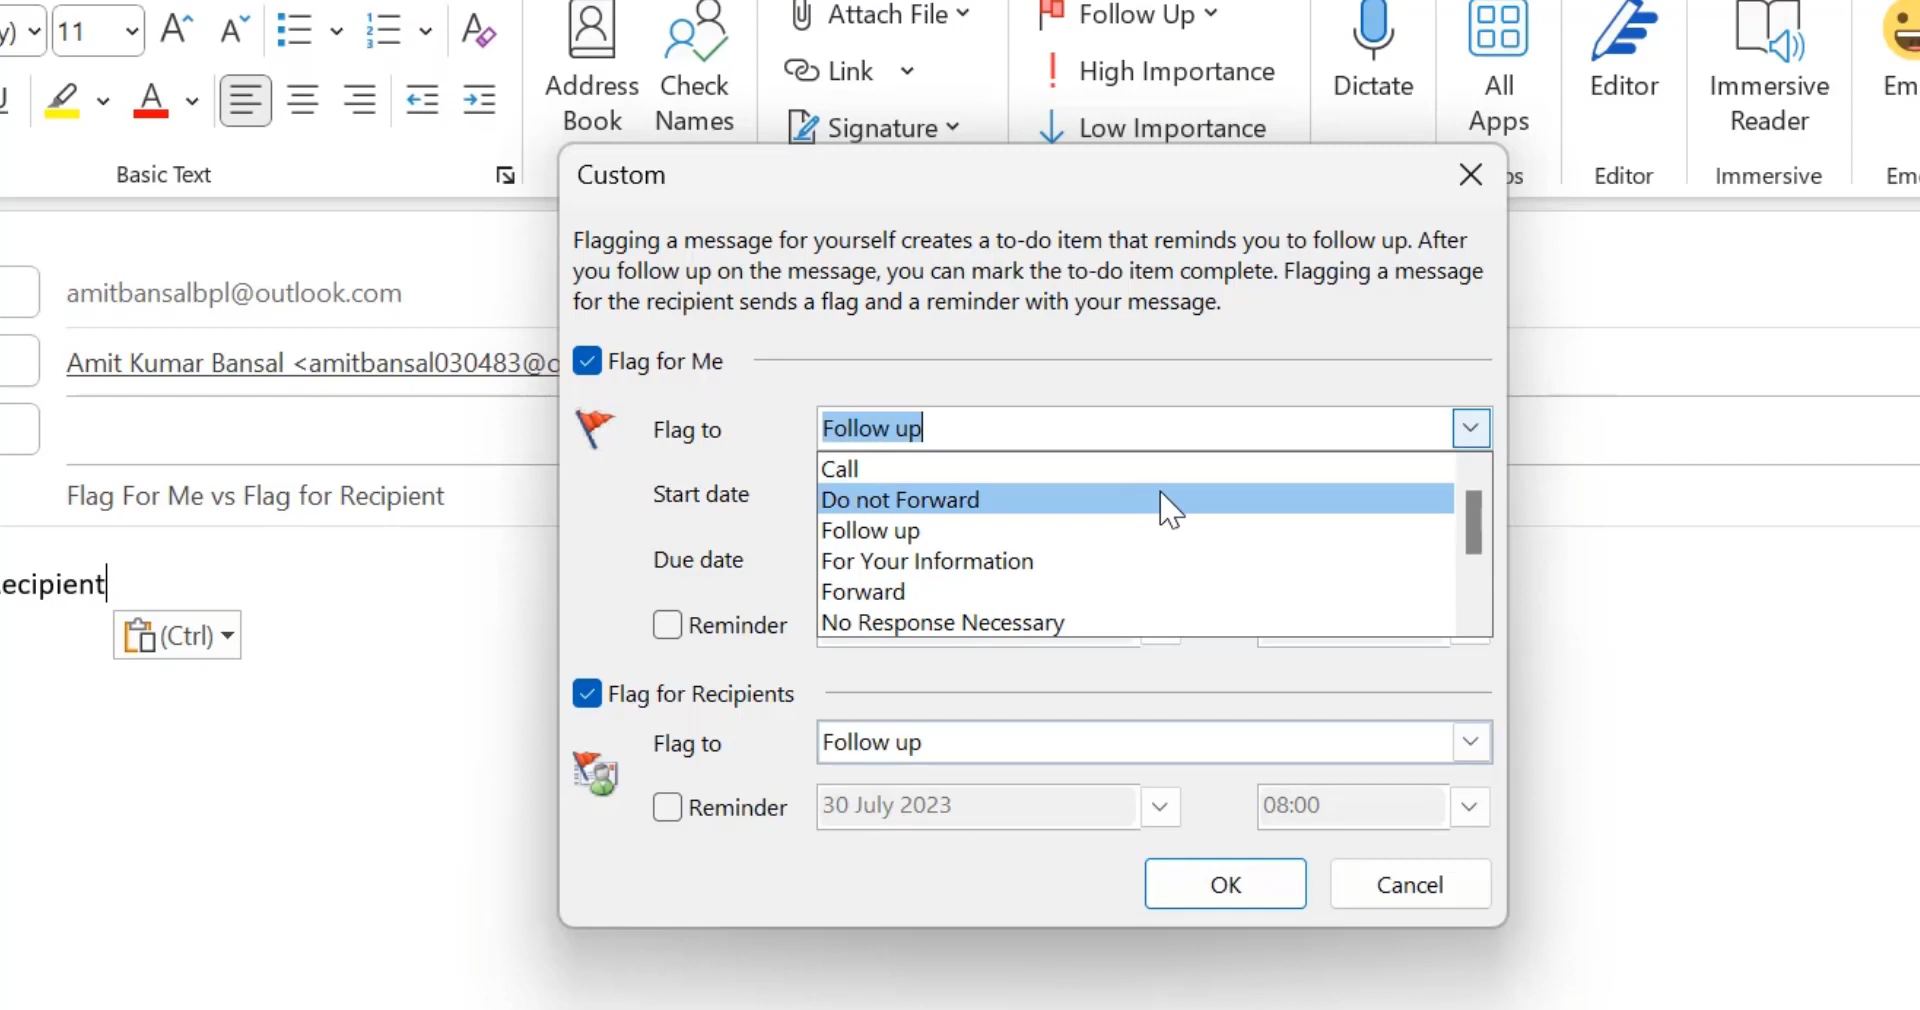 y)
11
Attach File
Follow Up
Link
High Importance
Address Book
Check Names
Signature
Low Importance
Dictate
All Apps
Editor
Immersive Reader
Basic Text
Editor
Immersive
Custom
Flagging a message for yourself creates a to-do item that reminds you to follow up. After
you follow up on the message, you can mark the to-do item complete. Flagging a message
for the recipient sends a flag and a reminder with your message.
amitbansalbpl@outlook.com
Amit Kumar Bansal <amitbansal030483@o
Flag For Me vs Flag for Recipient
ecipient
(Ctrl)
Flag for Me
Flag to
Follow up
Call
Start date
Do not Forward
Follow up
Due date
For Your Information
Forward
Reminder
No Response Necessary
Flag for Recipients
Flag to
Follow up
Reminder
30 July 2023
08:00
OK
Cancel